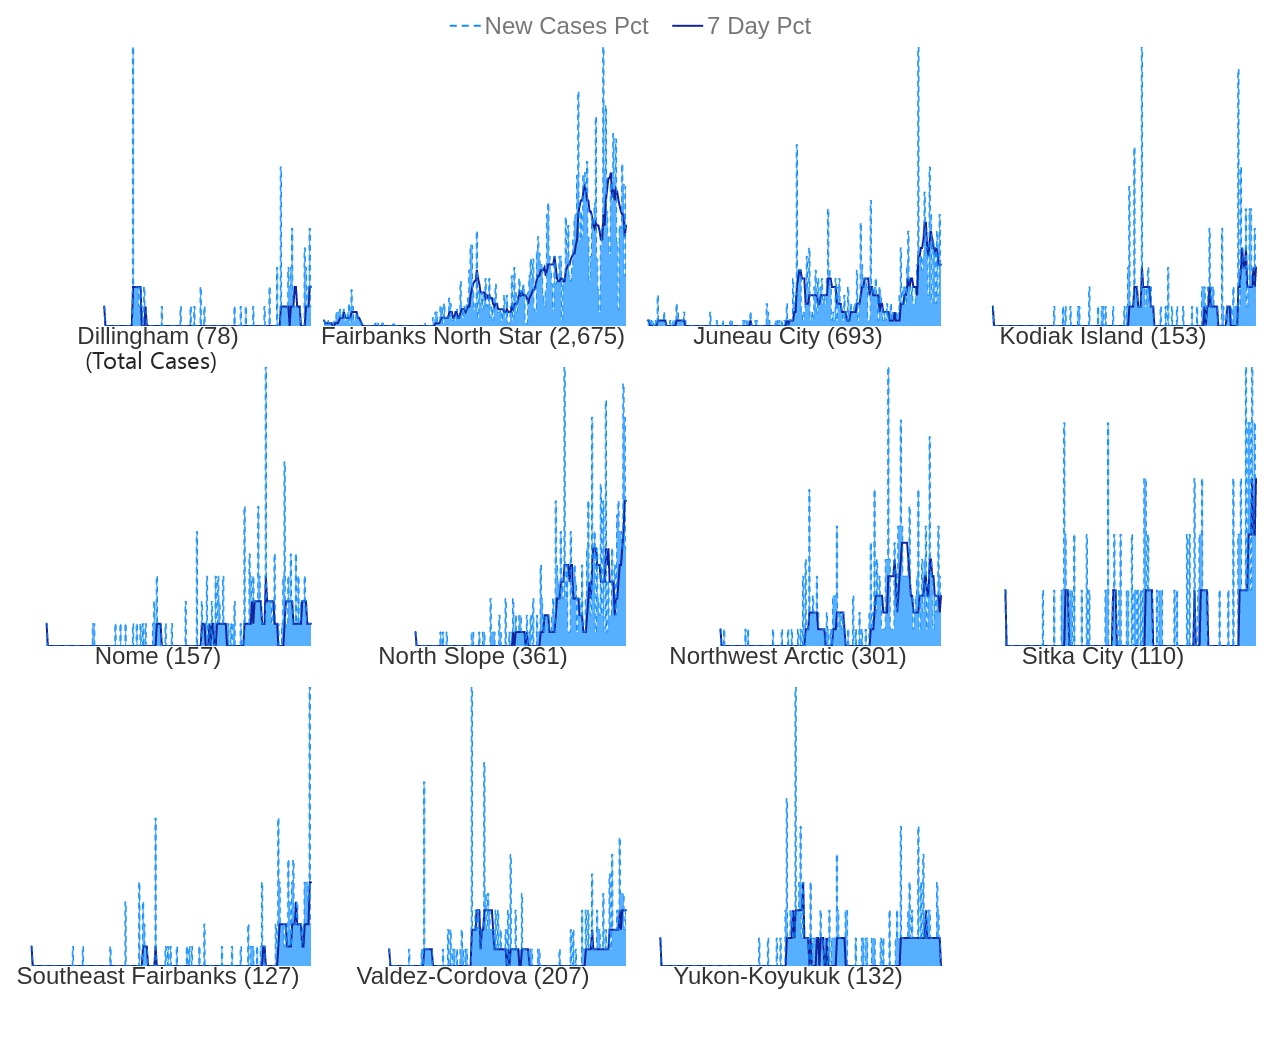 New Cases Pct 7 Day Pct
Dillingham (78) Fairbanks North Star (2,675) Juneau City (693) Kodiak Island (153)
(Total Cases)
Nome (157) North Slope (361) Northwest Arctic (301) Sitka City (110)
Southeast Fairbanks (127) Valdez-Cordova (207) Yukon-Koyukuk (132)